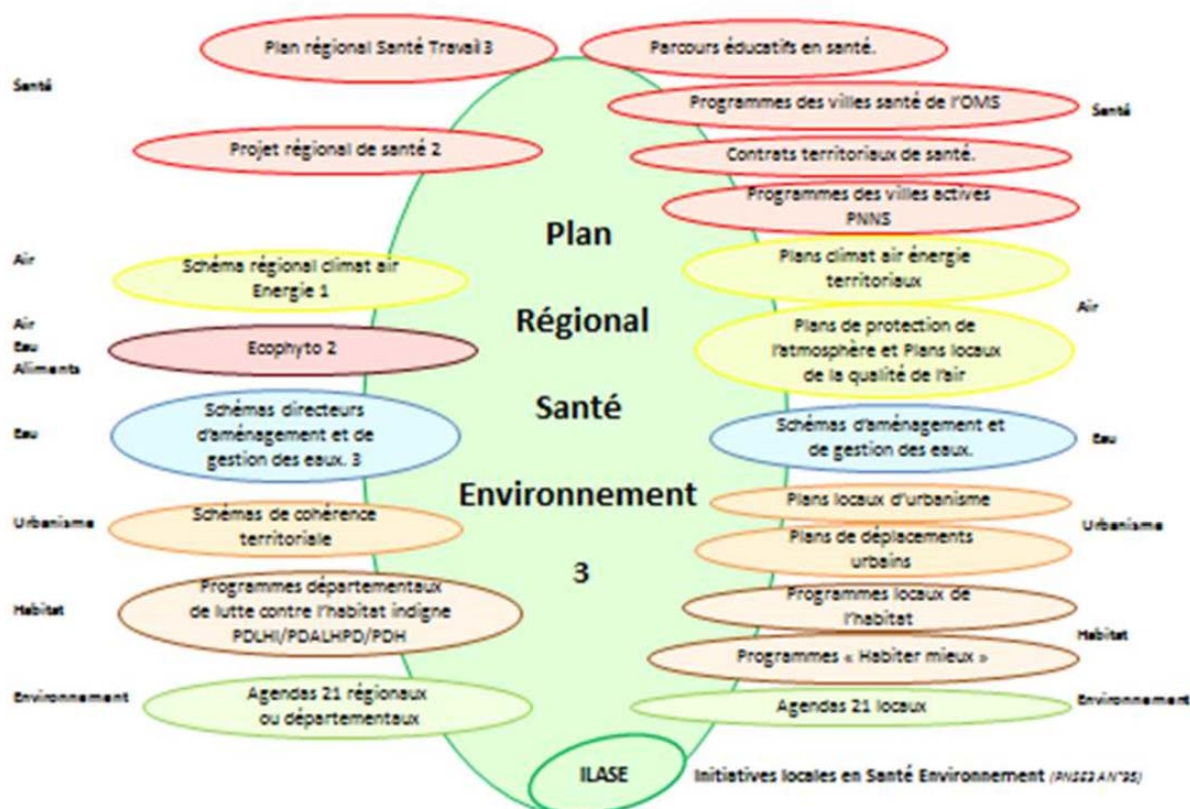 Plan régional Santé Travail 3
Parcours éducatifs en santé.
Santé
Programmes des villes santé de l'OMS
Santé
Projet régional de santé 2
Contrats territoriaux de santé.
Programmes des villes actives
PNNS
Plan
Régional
Santé
Environnement
3
Air
Schéma régional climat air
Energie 1
Plans climat air énergie
territoriaux
Air
Air
Eau
Aliments
Ecophyto 2
Plans de protection de
l'atmosphère et Plans locaux
de la qualité de l'air
Eau
Schémas directeurs
d'aménagement et de
gestion des eaux. 3
Schémas d'aménagement et
de gestion des eaux.
Eau
Urbanisme
Schémas de cohérence
territoriale
Plans locaux d'urbanisme
Plans de déplacements
urbains
Urbanisme
Habitat
Programmes départementaux
de lutte contre l'habitat indigne
PDLHI/PDALHPD/PDH
Programmes locaux de
l'habitat
Programmes « Habiter mieux »
Habitat
Environnement
Agendas 21 régionaux
ou départementaux
Agendas 21 locaux
Environnement
ILASE
Initiatives locales en Santé Environnement (PNSE3 AN°95)